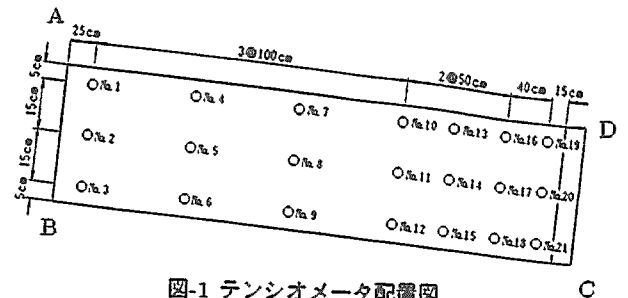 A
25cm
3@100cm
2@50cm
40cm
15cm
5cm
15cm
15cm
5cm
No.1
No.4
No.7
No.10
No.13
No.16
No.19
D
No.2
No.5
No.8
No.11
No.14
No.17
No.20
No.3
No.6
No.9
No.12
No.15
No.18
No.21
B
C
図-1 テンシオメータ配置図